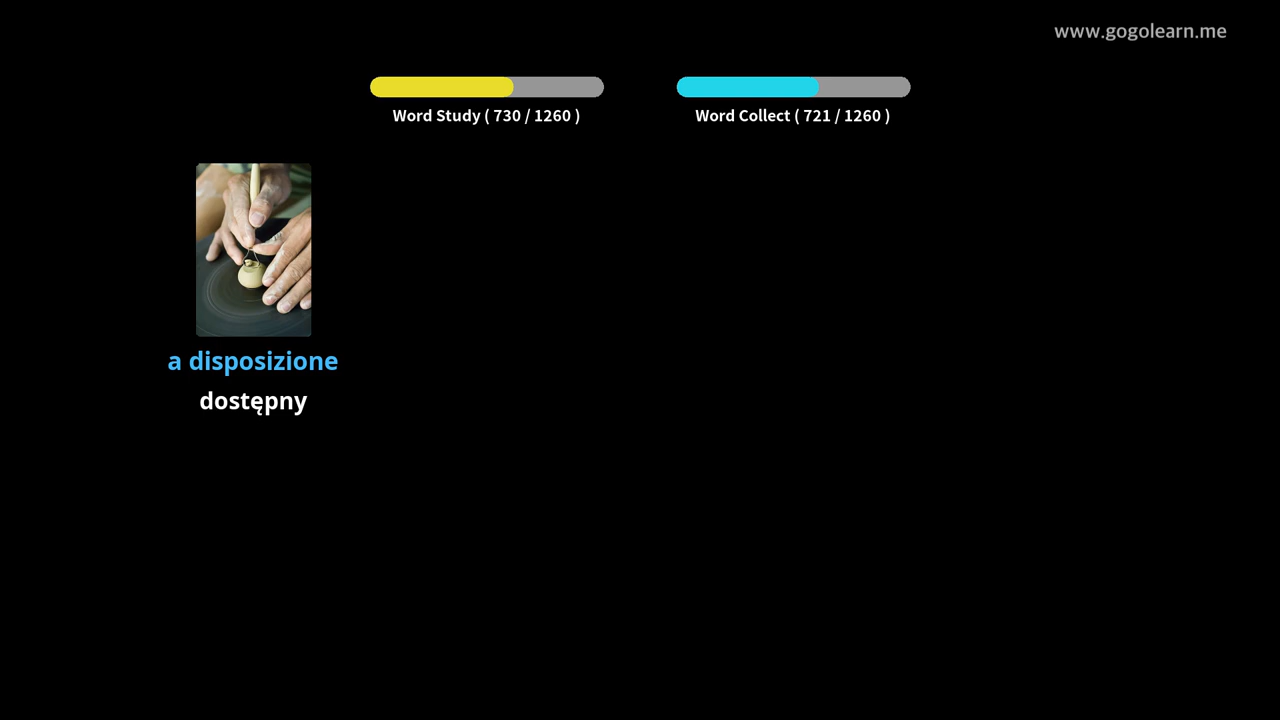 www.gogolearn.me
Word Study ( 730 / 1260 )
Word Collect ( 721 / 1260 )
a disposizione
dostępny